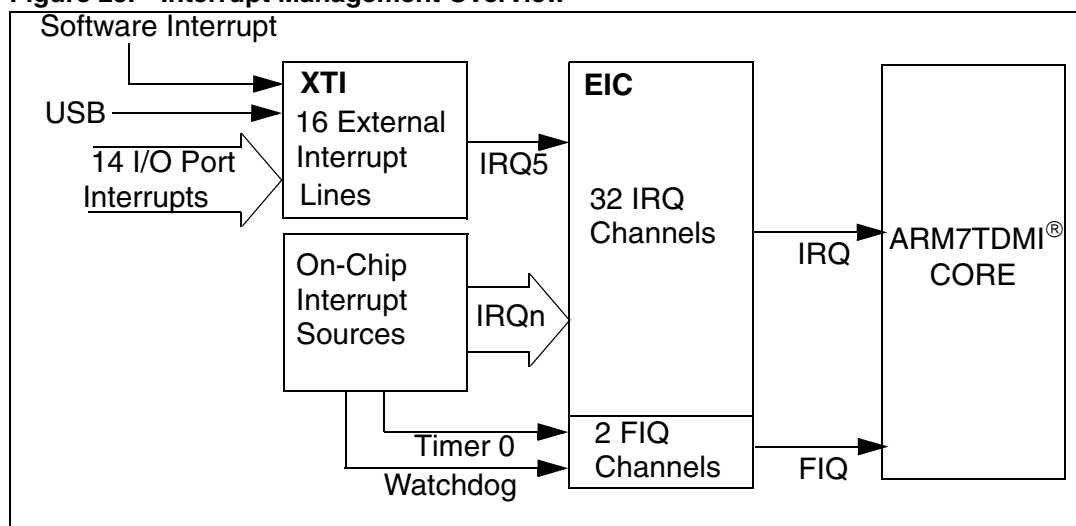 Software Interrupt
USB
14 I/O Port
Interrupts
XTI
16 External
Interrupt
Lines
IRQ5
On-Chip
Interrupt
Sources
IRQn
Timer 0
Watchdog
EIC
32 IRQ
Channels
2 FIQ
Channels
IRQ
FIQ
ARM7TDMI®
CORE